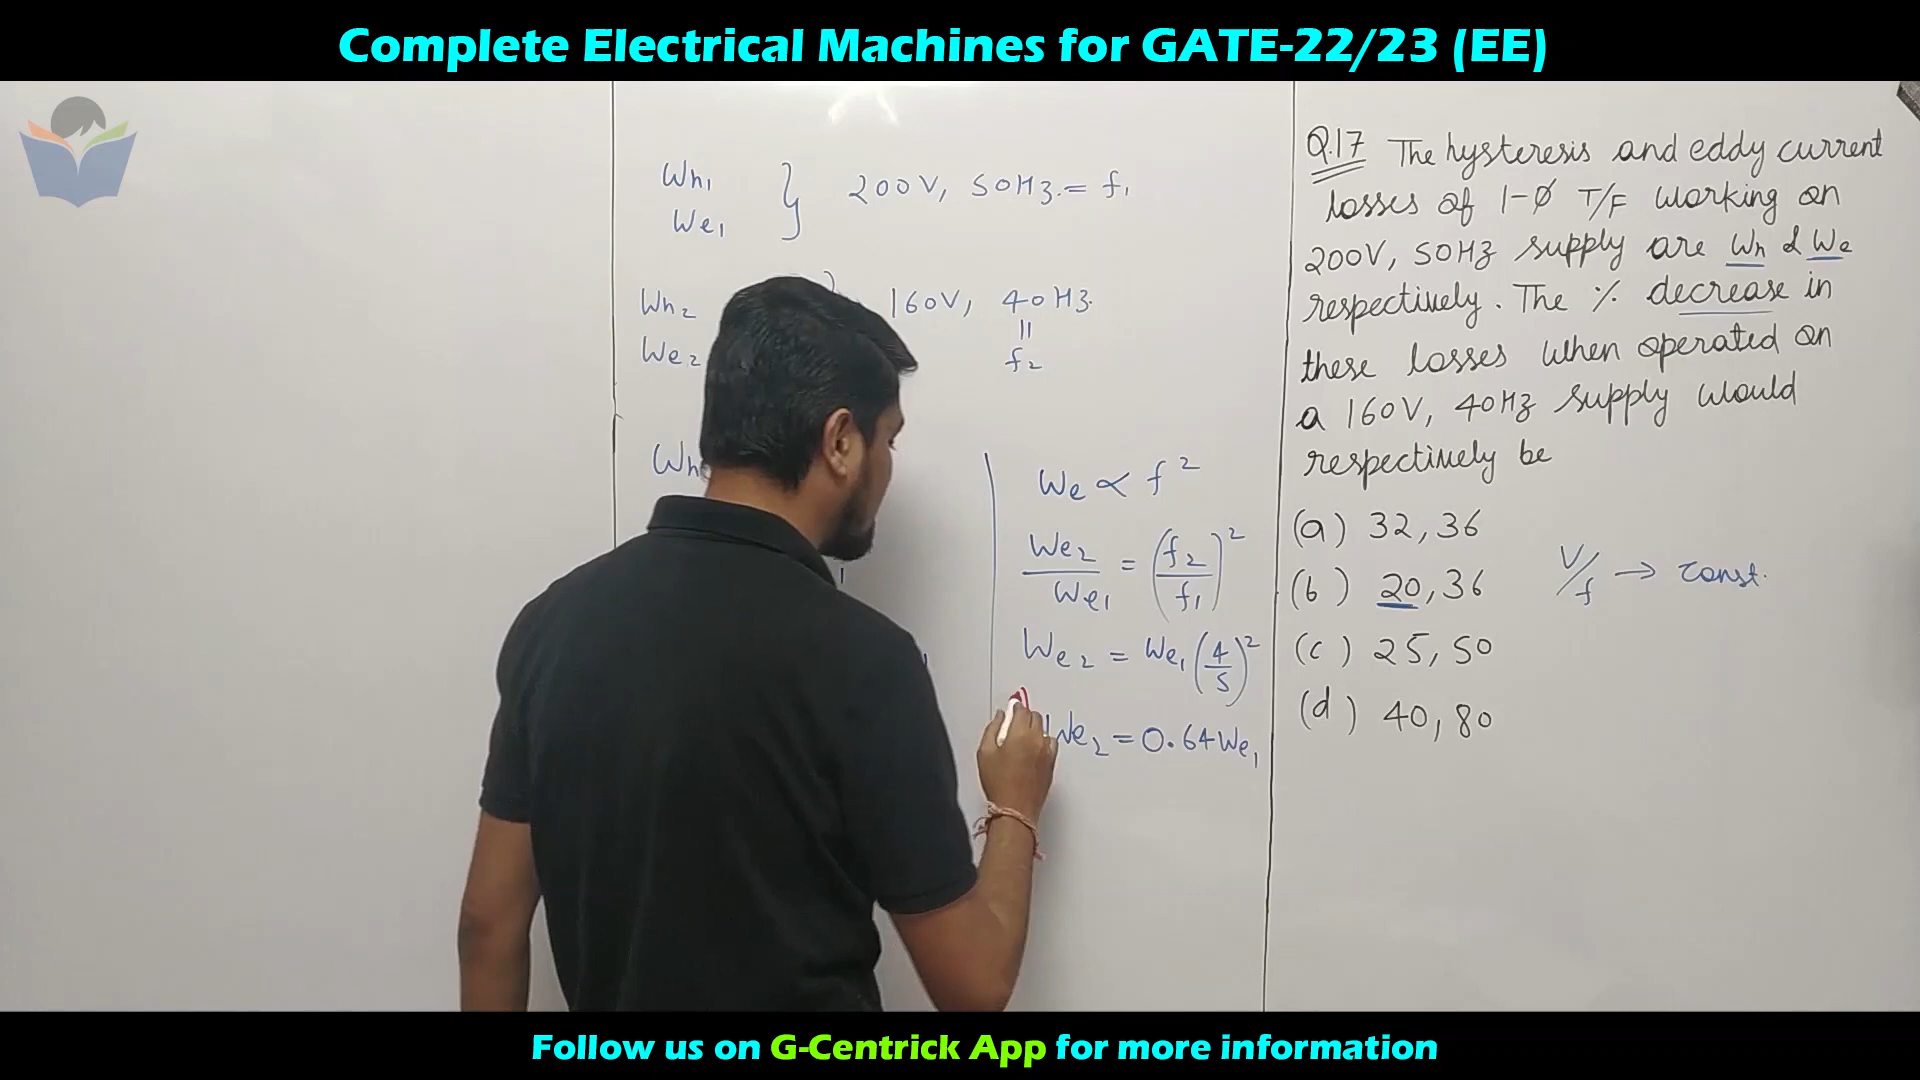 Complete Electrical Machines for GATE-22/23 (EE)
Wh1
We1
200V, 50Hz = f1
Wh2
We2
160V, 40Hz
=
f2
Wh
We ∝ f²
We2/We1 = (f2/f1)²
We2 = We1 (4/5)²
We2 = 0.64We1
Q.17 The hysteresis and eddy current
losses of 1-Ø T/F working on
200V, 50Hz supply are Wh & We
respectively. The % decrease in
these losses when operated on
a 160V, 40Hz supply would
respectively be
(a) 32, 36
(b) 20, 36
(c) 25, 50
(d) 40, 80
V/f → const.
Follow us on G-Centrick App for more information